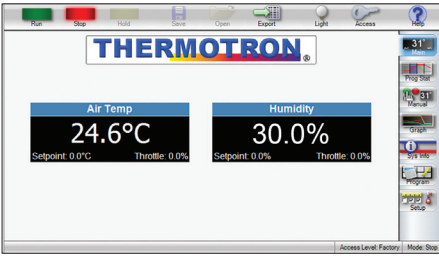 Run Stop Hold Save Open Export Light Access Help
THERMOTRON®
31°
Main
Prog Stat
31°
Manual
Graph
Sys Info
Program
Setup
Air Temp
24.6°C
Setpoint: 0.0°C Throttle: 0.0%
Humidity
30.0%
Setpoint: 0.0% Throttle: 0.0%
Access Level: Factory Mode: Stop